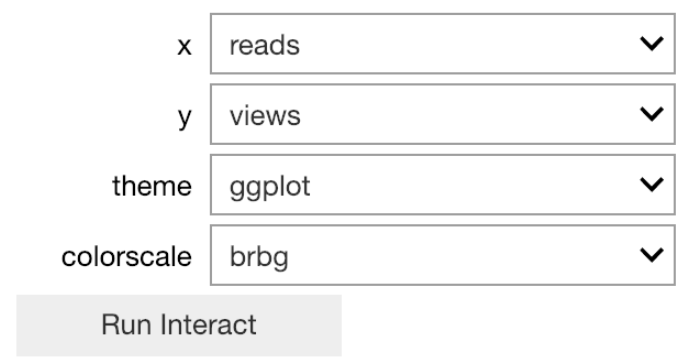 x reads
y views
theme ggplot
colorscale brbg
Run Interact